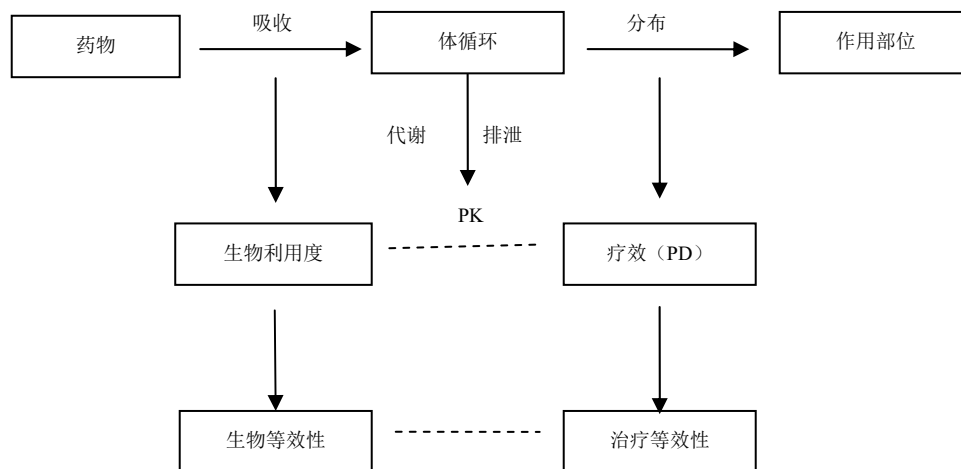 吸收
分布
药物
体循环
作用部位
代谢
排泄
PK
生物利用度
疗效（PD）
生物等效性
治疗等效性